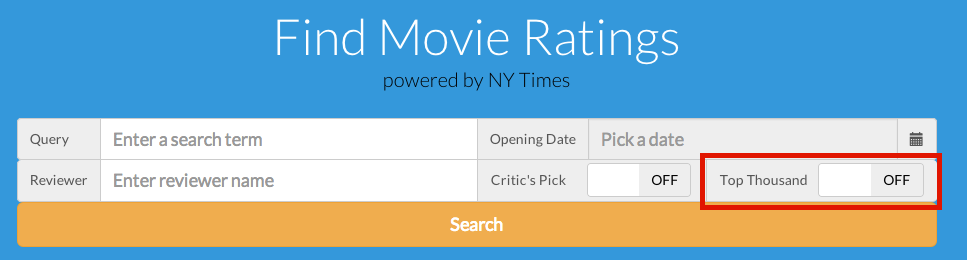 Find Movie Ratings
powered by NY Times
Query Enter a search term Opening Date Pick a date
Reviewer Enter reviewer name Critic's Pick OFF Top Thousand OFF
Search